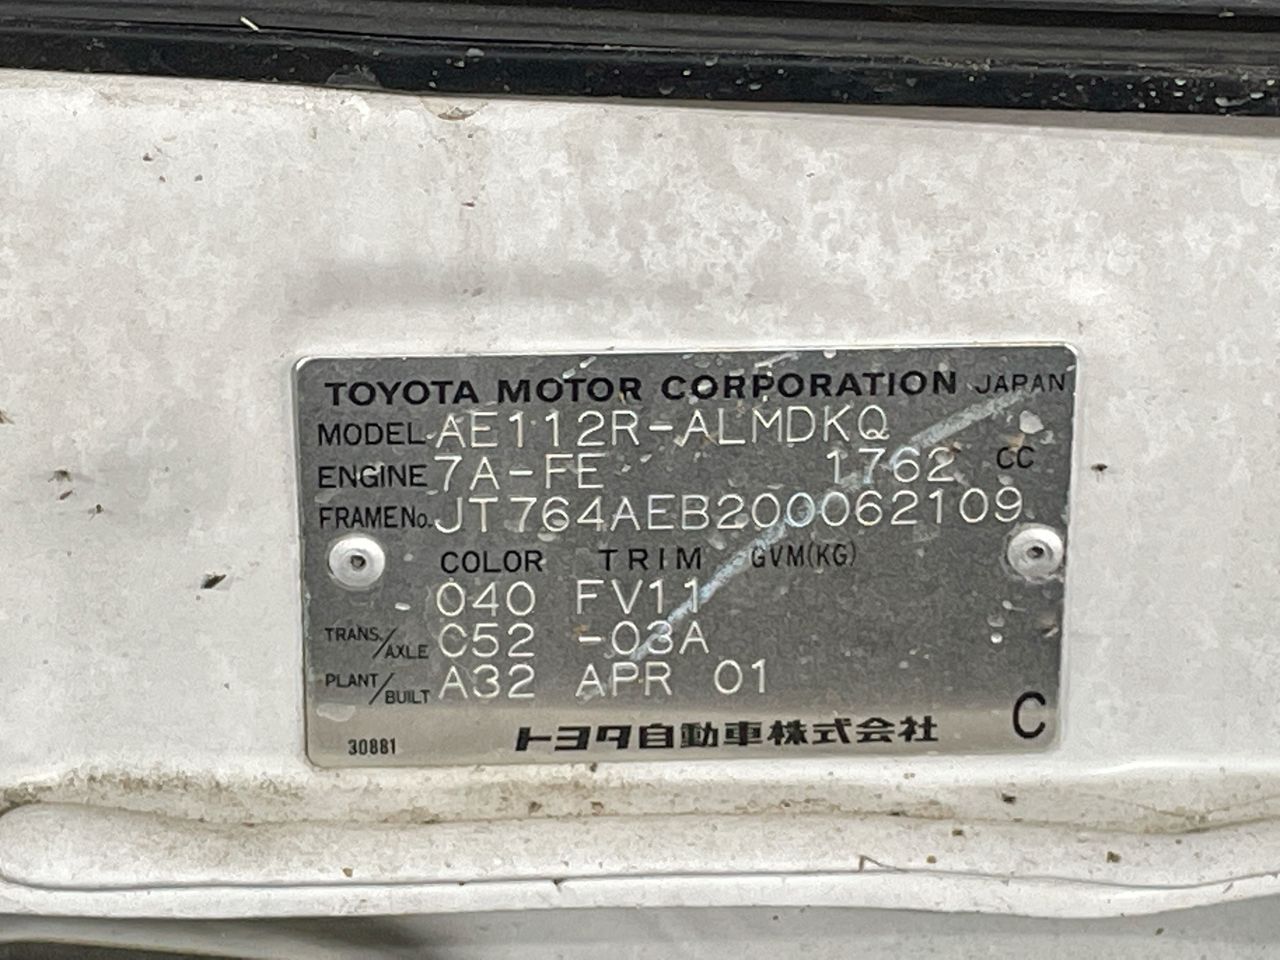 TOYOTA MOTOR CORPORATION JAPAN
MODEL AE112R-ALMDKQ
ENGINE 7A-FE 1762 CC
FRAME No. JT764AEB200062109
COLOR TRIM GVM(KG)
040 FV11
TRANS./AXLE C52 -03A
PLANT/BUILT A32 APR 01
30881 トヨタ自動車株式会社 C